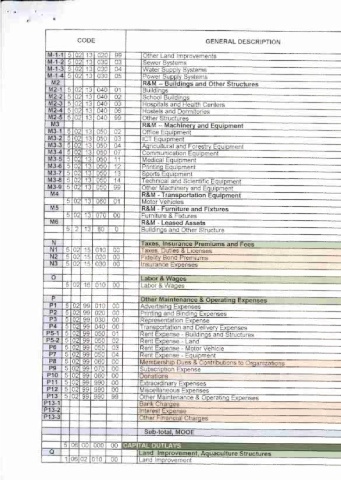 CODE GENERAL DESCRIPTION
M-1-1 5 02 13 030 99 Other Land Improvements
M-1-2 5 02 13 030 03 Sewer Systems
M-1-3 5 02 13 030 04 Water Supply Systems
M-1-4 5 02 13 030 05 Power Supply Systems
M2 R&M – Buildings and Other Structures
M2-1 5 02 13 040 01 Buildings
M2-2 5 02 13 040 02 School Buildings
M2-3 5 02 13 040 03 Hospitals and Health Centers
M2-4 5 02 13 040 06 Hostels and Dormitories
M2-5 5 02 13 040 99 Other Structures
M3 R&M – Machinery and Equipment
M3-1 5 02 13 050 02 Office Equipment
M3-2 5 02 13 050 03 ICT Equipment
M3-3 5 02 13 050 04 Agricultural and Forestry Equipment
M3-4 5 02 13 050 07 Communication Equipment
M3-5 5 02 13 050 11 Medical Equipment
M3-6 5 02 13 050 12 Printing Equipment
M3-7 5 02 13 050 13 Sports Equipment
M3-8 5 02 13 050 14 Technical and Scientific Equipment
M3-9 5 02 13 050 99 Other Machinery and Equipment
M4 R&M - Transportation Equipment
5 02 13 060 01 Motor Vehicles
M5 R&M - Furniture and Fixtures
5 02 13 070 00 Furniture & Fixtures
M6 R&M - Leased Assets
5 2 13 80 0 Buildings and Other Structure
N Taxes, Insurance Premiums and Fees
N1 5 02 15 010 00 Taxes, Duties & Licenses
N2 5 02 15 020 00 Fidelity Bond Premiums
N3 5 02 15 030 00 Insurance Expenses
O Labor & Wages
5 02 16 010 00 Labor & Wages
P Other Maintenance & Operating Expenses
P1 5 02 99 010 00 Advertising Expenses
P2 5 02 99 020 00 Printing and Binding Expenses
P3 5 02 99 030 00 Representation Expense
P4 5 02 99 040 00 Transportation and Delivery Expenses
P5-1 5 02 99 050 01 Rent Expense - Buildings and Structures
P5-2 5 02 99 050 02 Rent Expense - Land
P6 5 02 99 050 03 Rent Expense - Motor Vehicle
P7 5 02 99 050 04 Rent Expense - Equipment
P8 5 02 99 060 00 Membership Dues & Contributions to Organizations
P9 5 02 99 070 00 Subscription Expense
P10 5 02 99 080 00 Donations
P11 5 02 99 990 00 Extraordinary Expenses
P12 5 02 99 990 00 Miscellaneous Expenses
P13 5 02 99 990 99 Other Maintenance & Operating Expenses
P13-1 Bank Charges
P13-2 Interest Expense
P13-3 Other Financial Charges
Sub-total, MOOE
5 06 00 000 00 CAPITAL OUTLAYS
Q Land Improvement, Aquaculture Structures
1 06 02 010 00 Land Improvement